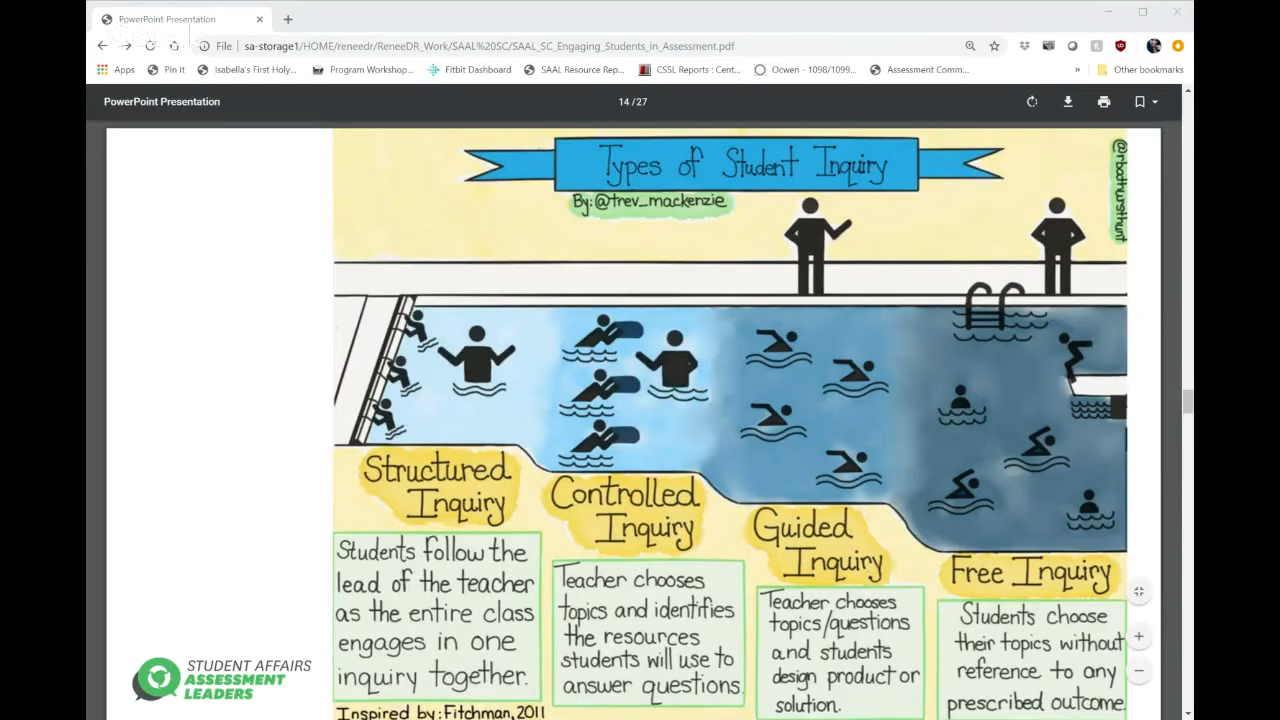 PowerPoint Presentation
File
sa-storage1/HOME/reneedr/ReneeDR_Work/SAAL%20SC/SAAL_SC_Engaging_Students_in_Assessment.pdf
Apps
Pin It
Isabella's First Holy...
Program Workshop...
Fitbit Dashboard
SAAL Resource Rep...
CSSL Reports : Cent...
Ocwen - 1098/1099...
Assessment Comm...
»
Other bookmarks
PowerPoint Presentation
14 / 27
Types of Student Inquiry
By: @trev_mackenzie
@rbathursthunt
Structured
Inquiry
Students follow the
lead of the teacher
as the entire class
engages in one
inquiry together.
Controlled
Inquiry
Teacher chooses
topics and identifies
the resources
students will use to
answer questions.
Guided
Inquiry
Teacher chooses
topics/questions
and students
design product or
solution.
Free Inquiry
Students choose
their topics without
reference to any
prescribed outcome.
Inspired by: Fitchman, 2011
STUDENT AFFAIRS
ASSESSMENT
LEADERS